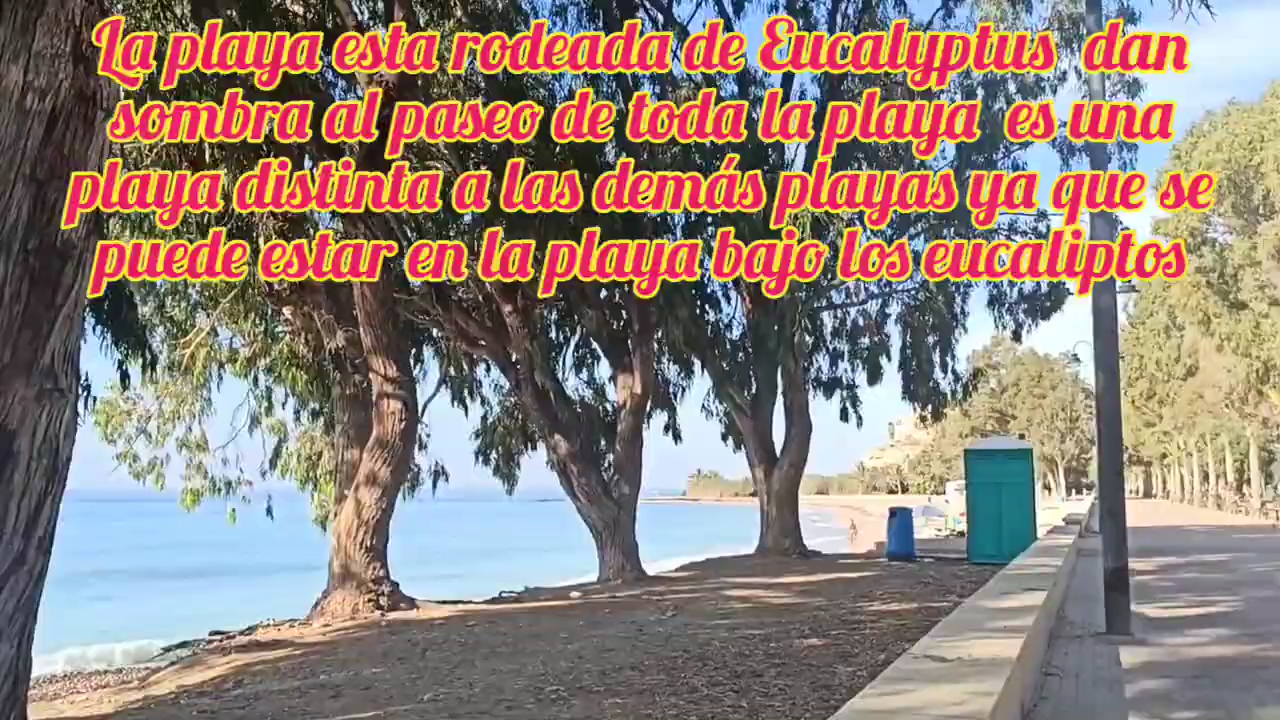 La playa esta rodeada de Eucalyptus dan
sombra al paseo de toda la playa es una
playa distinta a las demás playas ya que se
puede estar en la playa bajo los eucaliptos